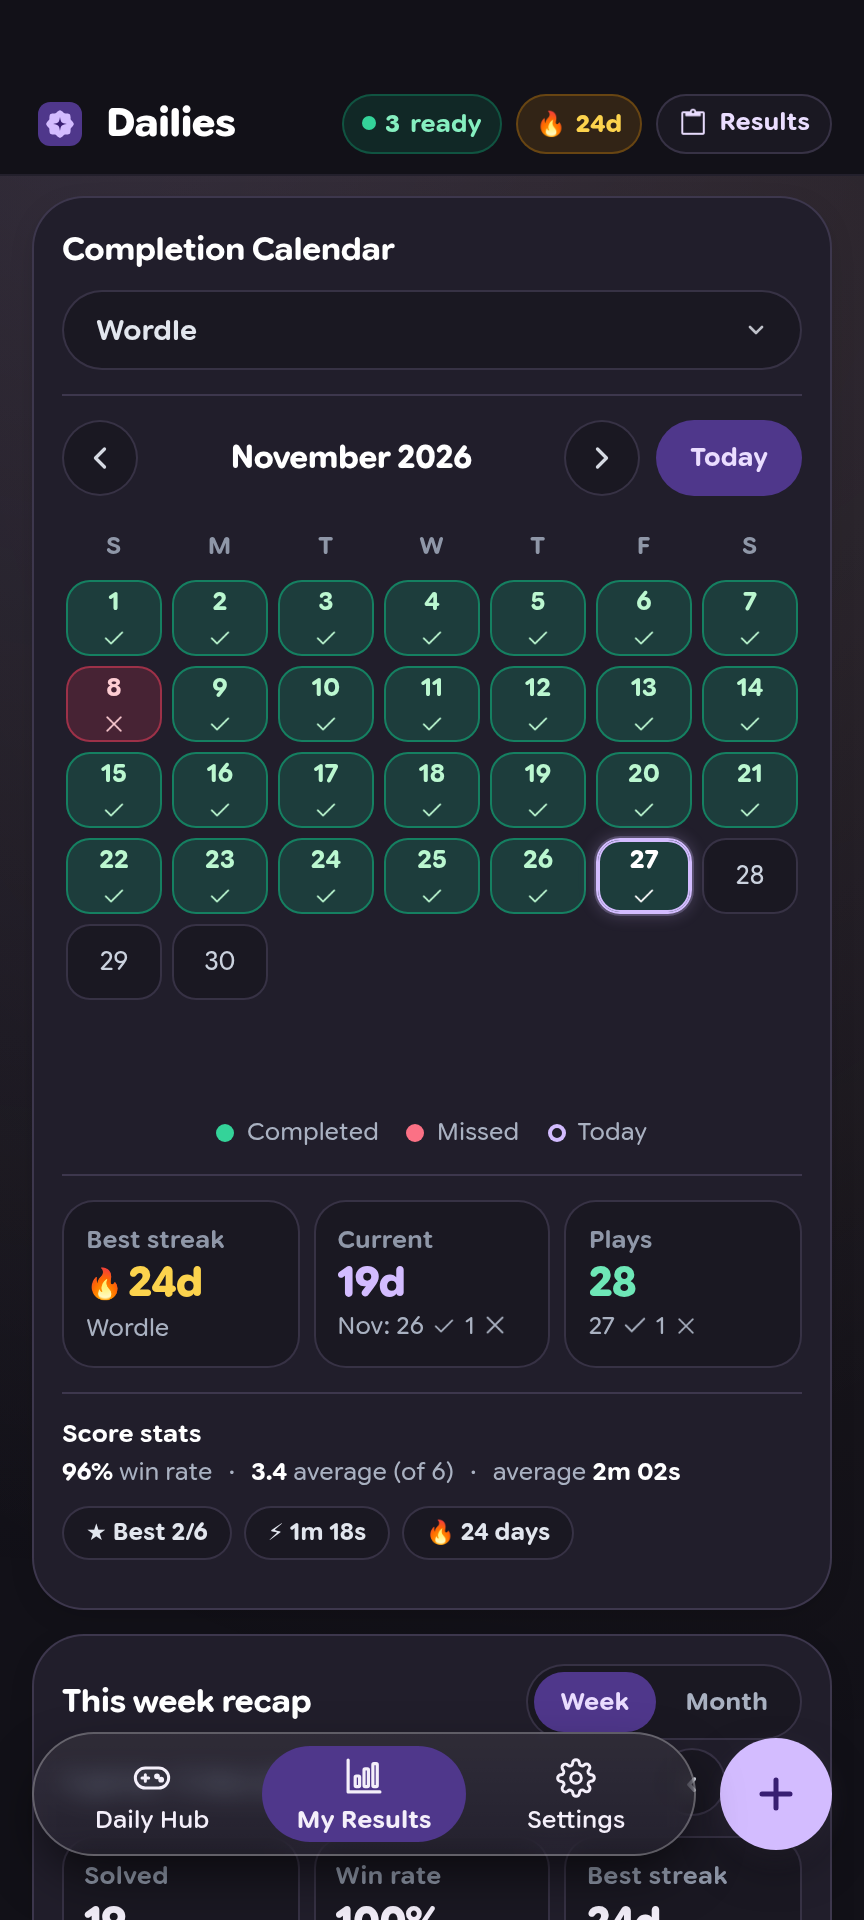 Dailies
3 ready
🔥 24d
Results
Completion Calendar
Wordle
November 2026
Today
S M T W T F S
1 ✓ 2 ✓ 3 ✓ 4 ✓ 5 ✓ 6 ✓ 7 ✓
8 ✕ 9 ✓ 10 ✓ 11 ✓ 12 ✓ 13 ✓ 14 ✓
15 ✓ 16 ✓ 17 ✓ 18 ✓ 19 ✓ 20 ✓ 21 ✓
22 ✓ 23 ✓ 24 ✓ 25 ✓ 26 ✓ 27 ✓ 28
29 30
Completed Missed Today
Best streak
🔥 24d
Wordle
Current
19d
Nov: 26 ✓ 1 ✕
Plays
28
27 ✓ 1 ✕
Score stats
96% win rate · 3.4 average (of 6) · average 2m 02s
★ Best 2/6
⚡ 1m 18s
🔥 24 days
This week recap
Week Month
Daily Hub
My Results
Settings
+
Solved
19
Win rate
100%
Best streak
24d